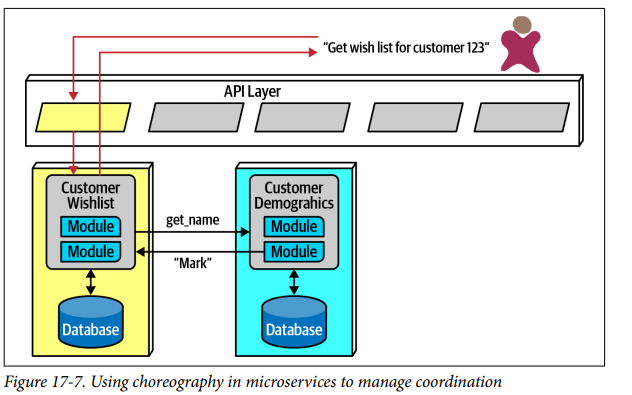 "Get wish list for customer 123"
API Layer
Customer
Wishlist
Module
Module
Database
get_name
"Mark"
Customer
Demograhics
Module
Module
Database
Figure 17-7. Using choreography in microservices to manage coordination